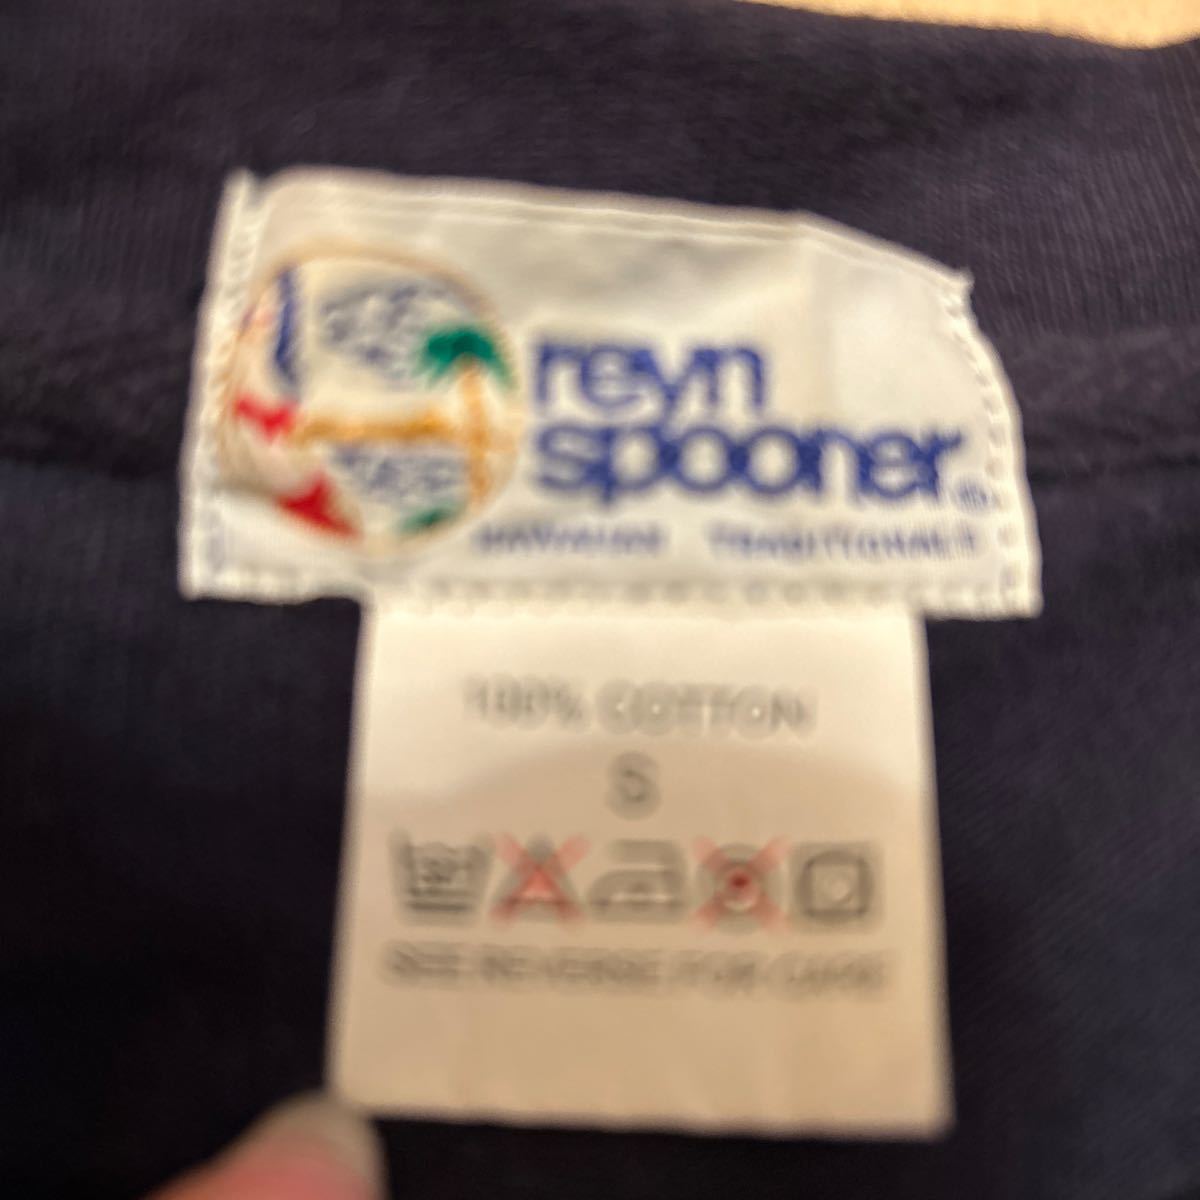 reyn
spooner®
HAWAIIAN TRADITIONALS
100% COTTON
S
SEE REVERSE FOR CARE